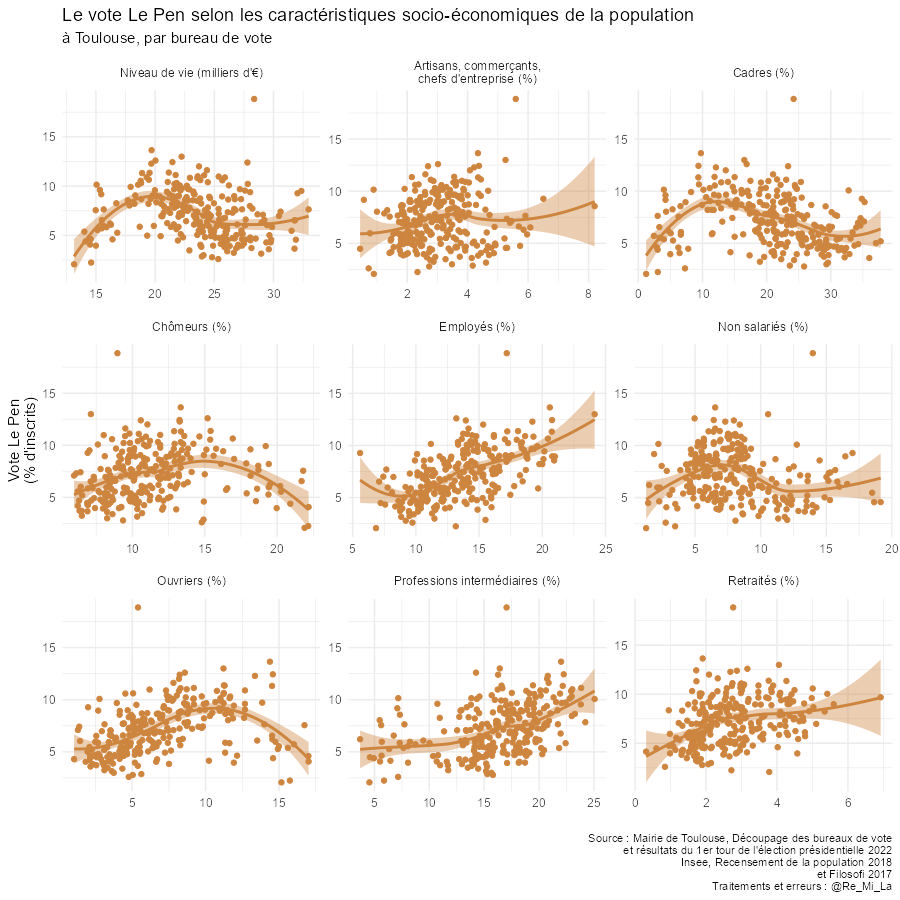 Le vote Le Pen selon les caractéristiques socio-économiques de la population
à Toulouse, par bureau de vote
Niveau de vie (milliers d'€)
Artisans, commerçants,
chefs d'entreprise (%)
Cadres (%)
15
10
5
15
10
5
15
10
5
15 20 25 30
2 4 6 8
0 10 20 30
Chômeurs (%)
Employés (%)
Non salariés (%)
Vote Le Pen
(% d'inscrits)
15
10
5
15
10
5
15
10
5
10 15 20
5 10 15 20 25
5 10 15 20
Ouvriers (%)
Professions intermédiaires (%)
Retraités (%)
15
10
5
15
10
5
15
10
5
5 10 15
5 10 15 20 25
0 2 4 6
Source : Mairie de Toulouse, Découpage des bureaux de vote
et résultats du 1er tour de l'élection présidentielle 2022
Insee, Recensement de la population 2018
et Filosofi 2017
Traitements et erreurs : @Re_Mi_La